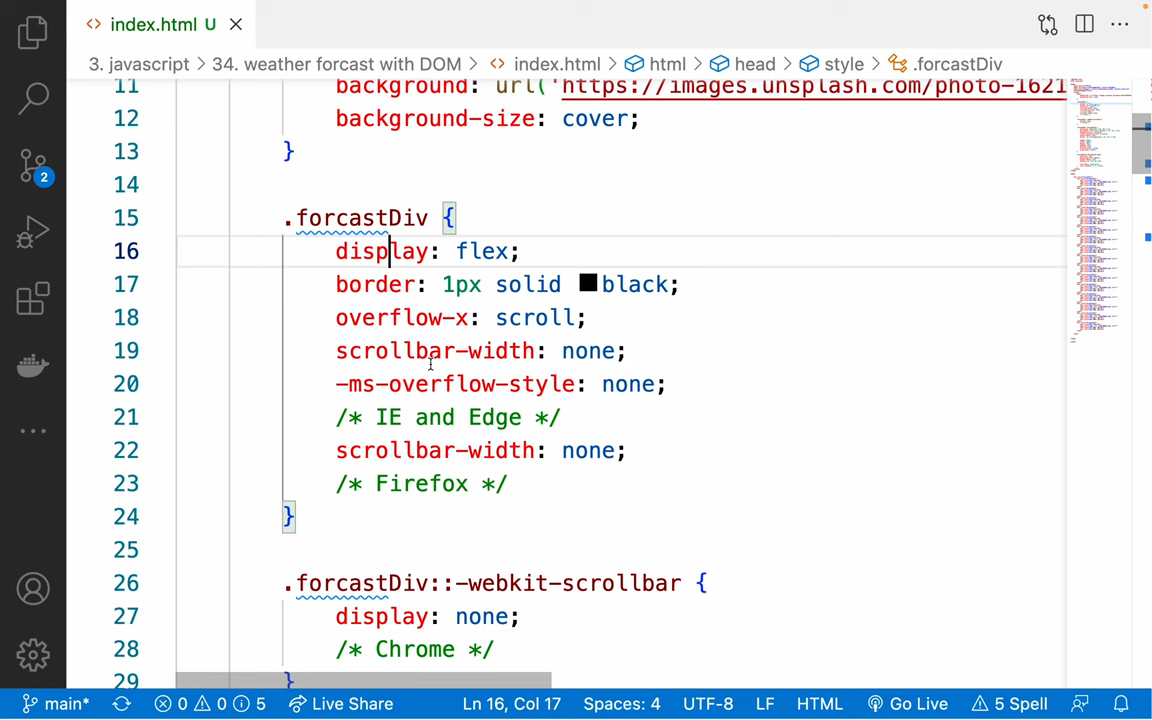 index.html U
3. javascript > 34. weather forcast with DOM > index.html > html > head > style > .forcastDiv
11 background: url('https://images.unsplash.com/photo-1621
12 background-size: cover;
13 }
14
15 .forcastDiv {
16 display: flex;
17 border: 1px solid black;
18 overflow-x: scroll;
19 scrollbar-width: none;
20 -ms-overflow-style: none;
21 /* IE and Edge */
22 scrollbar-width: none;
23 /* Firefox */
24 }
25
26 .forcastDiv::-webkit-scrollbar {
27 display: none;
28 /* Chrome */
29 }
2
main* 0 0 5 Live Share Ln 16, Col 17 Spaces: 4 UTF-8 LF HTML Go Live 5 Spell